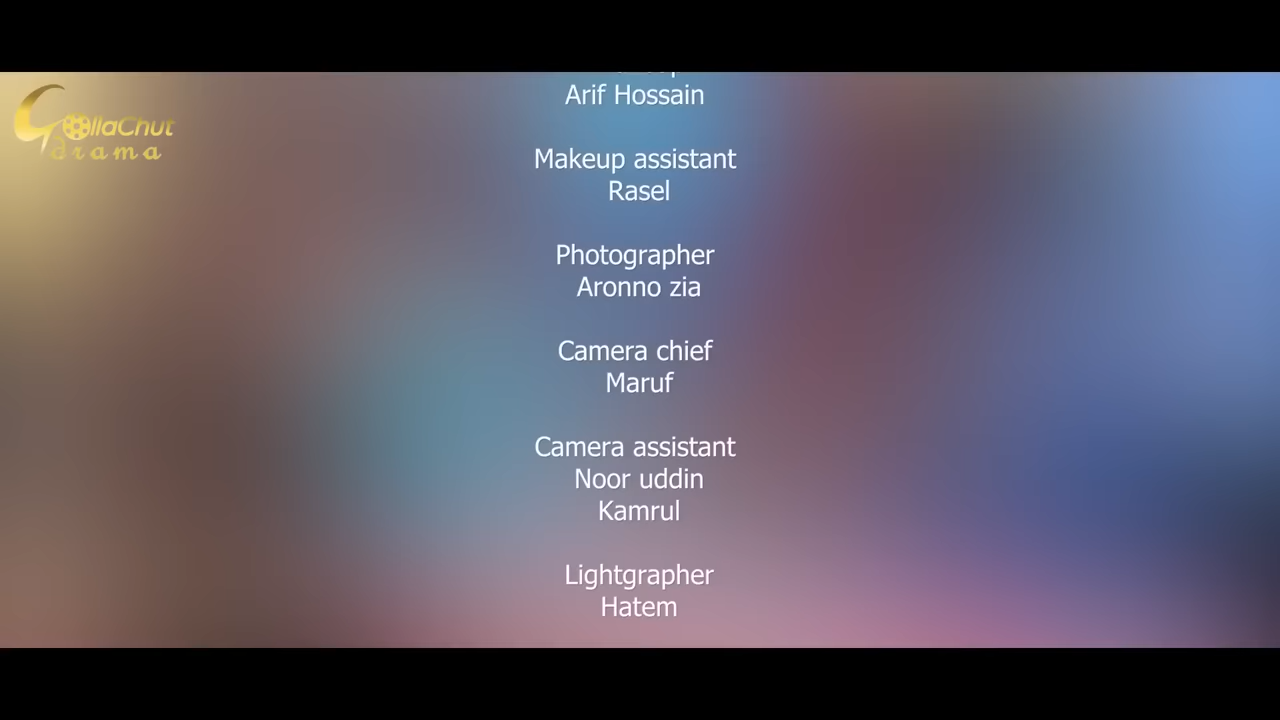 GollaChut
drama
Arif Hossain
Makeup assistant
Rasel
Photographer
Aronno zia
Camera chief
Maruf
Camera assistant
Noor uddin
Kamrul
Lightgrapher
Hatem